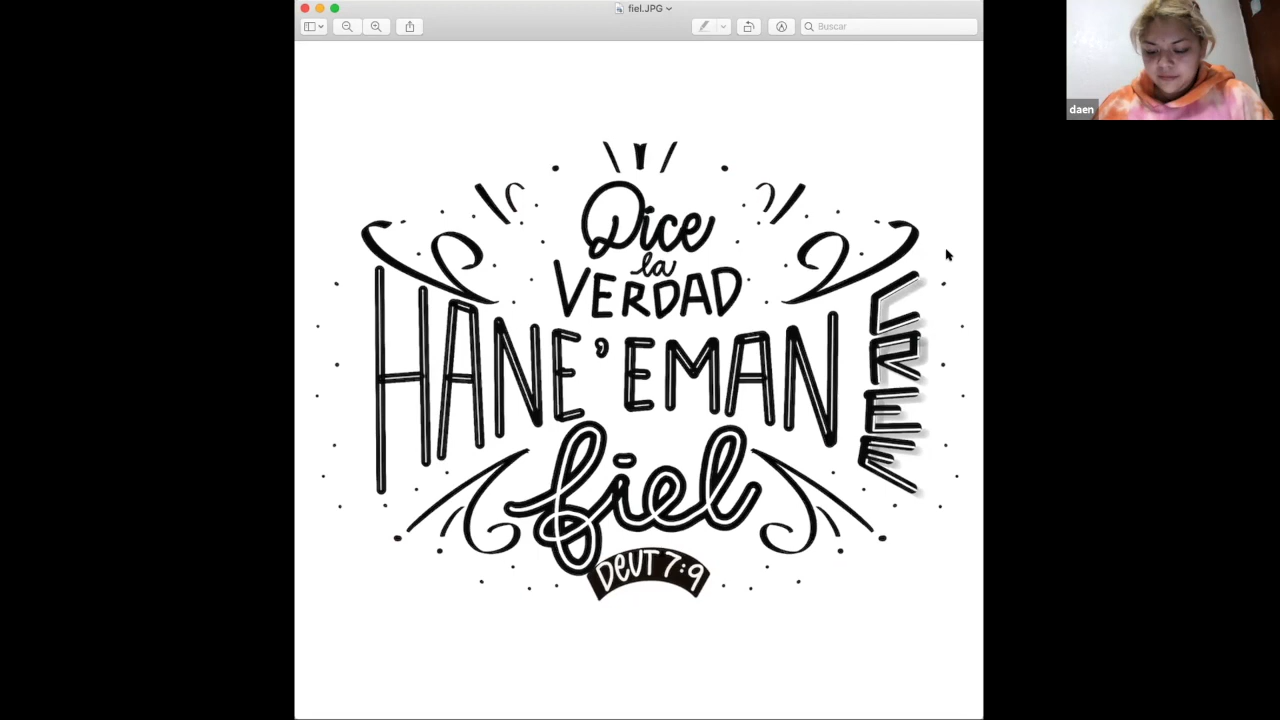 fiel.JPG
Buscar
daen
Dice
la
VERDAD
HANE’EMAN
CREE
fiel
DEUT 7:9